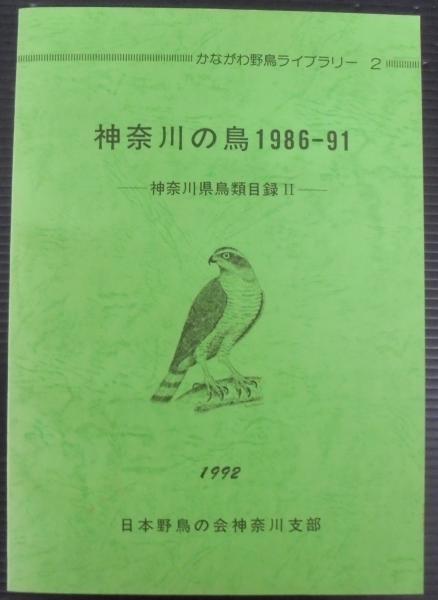 かながわ野鳥ライブラリー 2
神奈川の鳥1986-91
―神奈川県鳥類目録II―
1992
日本野鳥の会神奈川支部